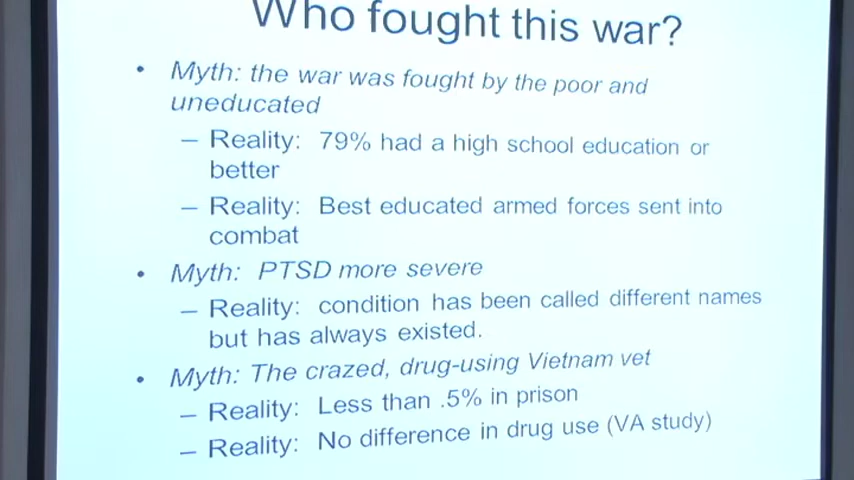 Who fought this war?
• Myth: the war was fought by the poor and
uneducated
– Reality: 79% had a high school education or
better
– Reality: Best educated armed forces sent into
combat
• Myth: PTSD more severe
– Reality: condition has been called different names
but has always existed.
• Myth: The crazed, drug-using Vietnam vet
– Reality: Less than .5% in prison
– Reality: No difference in drug use (VA study)